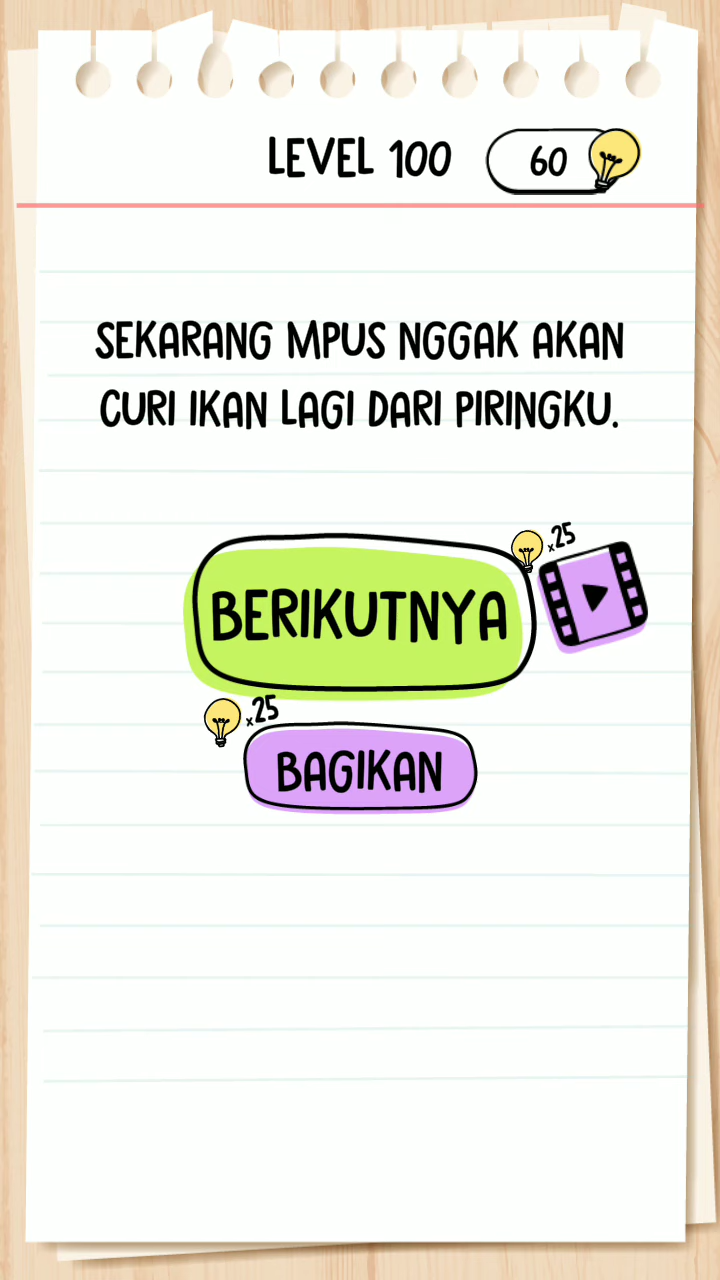 LEVEL 100
60
SEKARANG MPUS NGGAK AKAN
CURI IKAN LAGI DARI PIRINGKU.
x25
BERIKUTNYA
x25
BAGIKAN